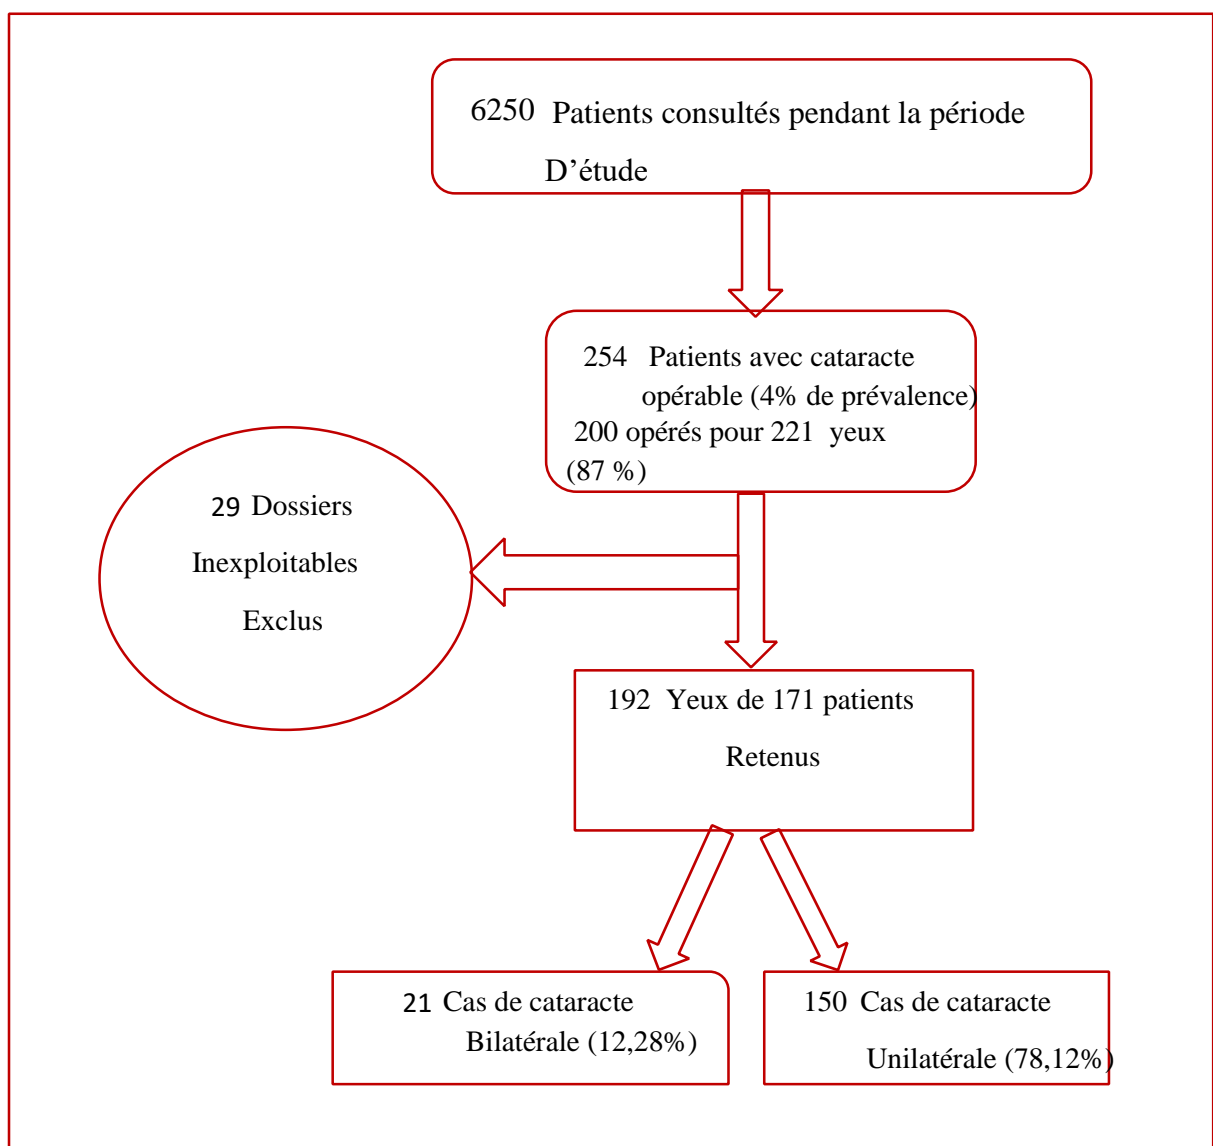 6250 Patients consultés pendant la période
D’étude
254 Patients avec cataracte
opérable (4% de prévalence)
200 opérés pour 221 yeux
(87 %)
29 Dossiers
Inexploitables
Exclus
192 Yeux de 171 patients
Retenus
21 Cas de cataracte
Bilatérale (12,28%)
150 Cas de cataracte
Unilatérale (78,12%)